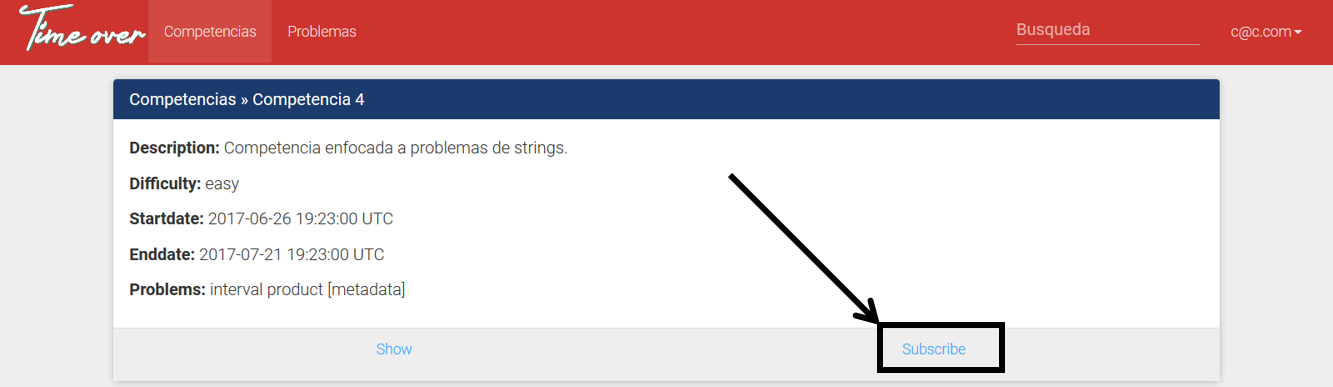 Time over Competencias Problemas Busqueda c@c.com
Competencias » Competencia 4
Description: Competencia enfocada a problemas de strings.
Difficulty: easy
Startdate: 2017-06-26 19:23:00 UTC
Enddate: 2017-07-21 19:23:00 UTC
Problems: interval product [metadata]
Show Subscribe